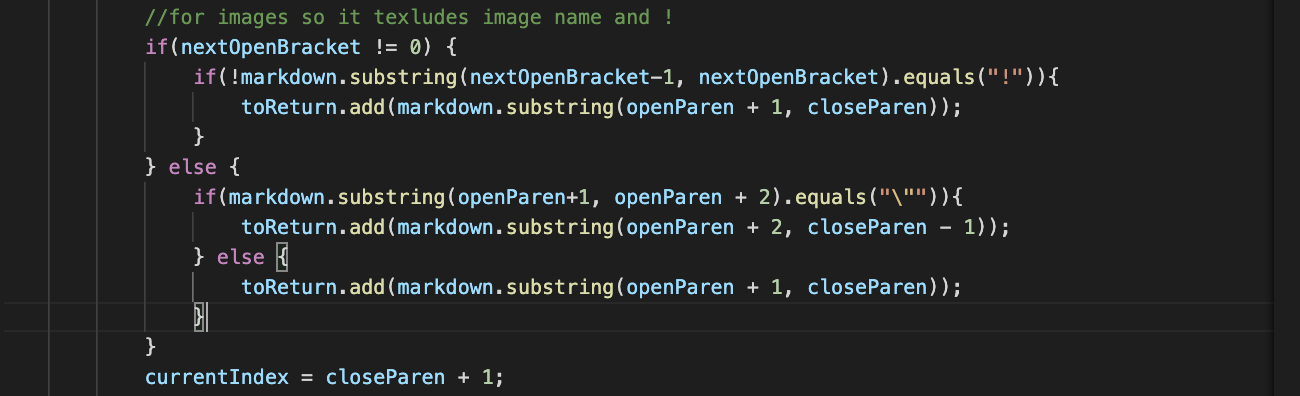 //for images so it texludes image name and !
if(nextOpenBracket != 0) {
if(!markdown.substring(nextOpenBracket-1, nextOpenBracket).equals("!")){
toReturn.add(markdown.substring(openParen + 1, closeParen));
}
} else {
if(markdown.substring(openParen+1, openParen + 2).equals("\"")){
toReturn.add(markdown.substring(openParen + 2, closeParen - 1));
} else {
toReturn.add(markdown.substring(openParen + 1, closeParen));
}
}
currentIndex = closeParen + 1;